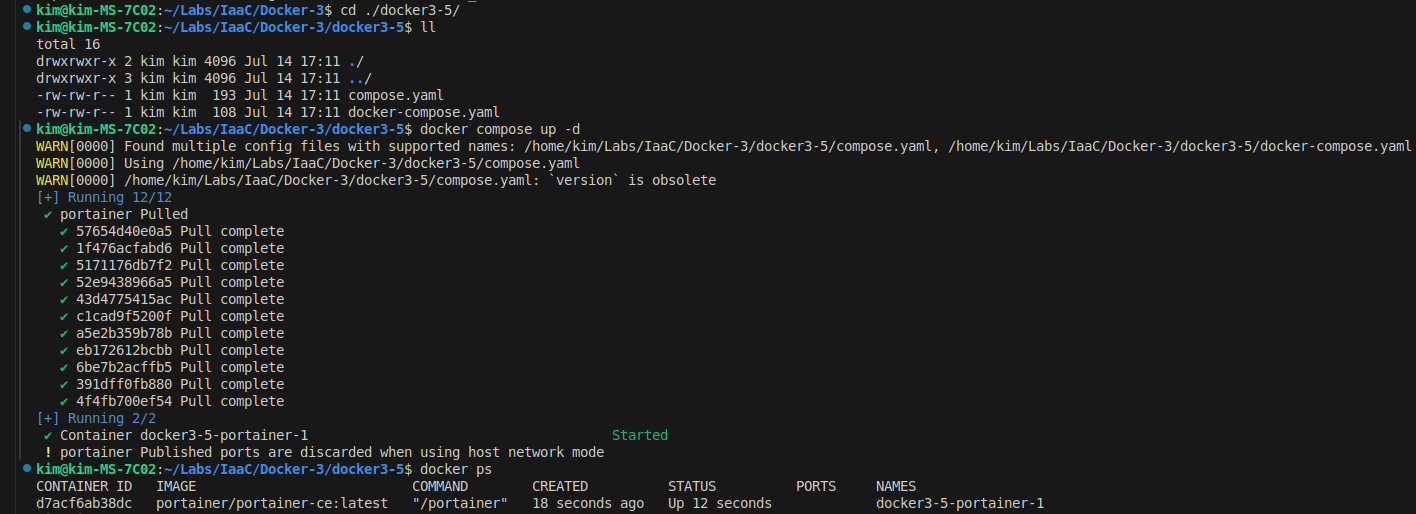 kim@kim-MS-7C02:~/Labs/IaaC/Docker-3$ cd ./docker3-5/
kim@kim-MS-7C02:~/Labs/IaaC/Docker-3/docker3-5$ ll
total 16
drwxrwxr-x 2 kim kim 4096 Jul 14 17:11 ./
drwxrwxr-x 3 kim kim 4096 Jul 14 17:11 ../
-rw-rw-r-- 1 kim kim  193 Jul 14 17:11 compose.yaml
-rw-rw-r-- 1 kim kim  108 Jul 14 17:11 docker-compose.yaml
kim@kim-MS-7C02:~/Labs/IaaC/Docker-3/docker3-5$ docker compose up -d
WARN[0000] Found multiple config files with supported names: /home/kim/Labs/IaaC/Docker-3/docker3-5/compose.yaml, /home/kim/Labs/IaaC/Docker-3/docker3-5/docker-compose.yaml
WARN[0000] Using /home/kim/Labs/IaaC/Docker-3/docker3-5/compose.yaml
WARN[0000] /home/kim/Labs/IaaC/Docker-3/docker3-5/compose.yaml: `version` is obsolete
[+] Running 12/12
✔ portainer Pulled
✔ 57654d40e0a5 Pull complete
✔ 1f476acfabd6 Pull complete
✔ 5171176db7f2 Pull complete
✔ 52e9438966a5 Pull complete
✔ 43d4775415ac Pull complete
✔ c1cad9f5200f Pull complete
✔ a5e2b359b78b Pull complete
✔ eb172612bcbb Pull complete
✔ 6be7b2acffb5 Pull complete
✔ 391dff0fb880 Pull complete
✔ 4f4fb700ef54 Pull complete
[+] Running 2/2
✔ Container docker3-5-portainer-1 Started
! portainer Published ports are discarded when using host network mode
kim@kim-MS-7C02:~/Labs/IaaC/Docker-3/docker3-5$ docker ps
CONTAINER ID   IMAGE   COMMAND   CREATED   STATUS   PORTS   NAMES
d7acf6ab38dc   portainer/portainer-ce:latest   "/portainer"   18 seconds ago   Up 12 seconds   docker3-5-portainer-1